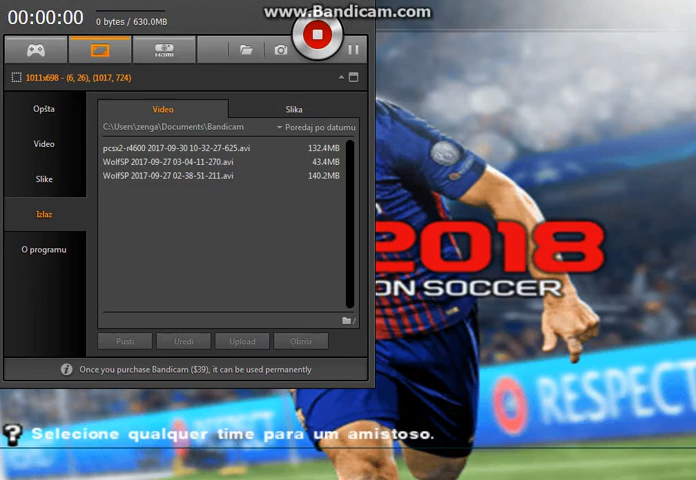 www.Bandicam.com
00:00:00
0 bytes / 630.0MB
HDMI
1011x698 - (6, 26), (1017, 724)
Opšta
Video
Slike
Izlaz
O programu
Video
Slika
C:\Users\zenga\Documents\Bandicam
Poredaj po datumu
pcsx2-r4600 2017-09-30 10-32-27-625.avi 132.4MB
WolfSP 2017-09-27 03-04-11-270.avi 43.4MB
WolfSP 2017-09-27 02-38-51-211.avi 140.2MB
Pusti
Uredi
Upload
Obriši
Once you purchase Bandicam ($39), it can be used permanently
2018
ON SOCCER
RESPECT
Selecione qualquer time para um amistoso.